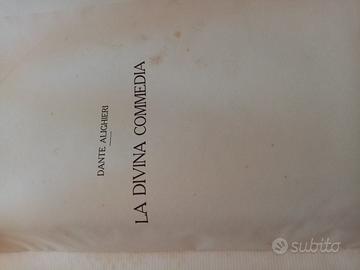 DANTE ALIGHIERI
LA DIVINA COMMEDIA
subito